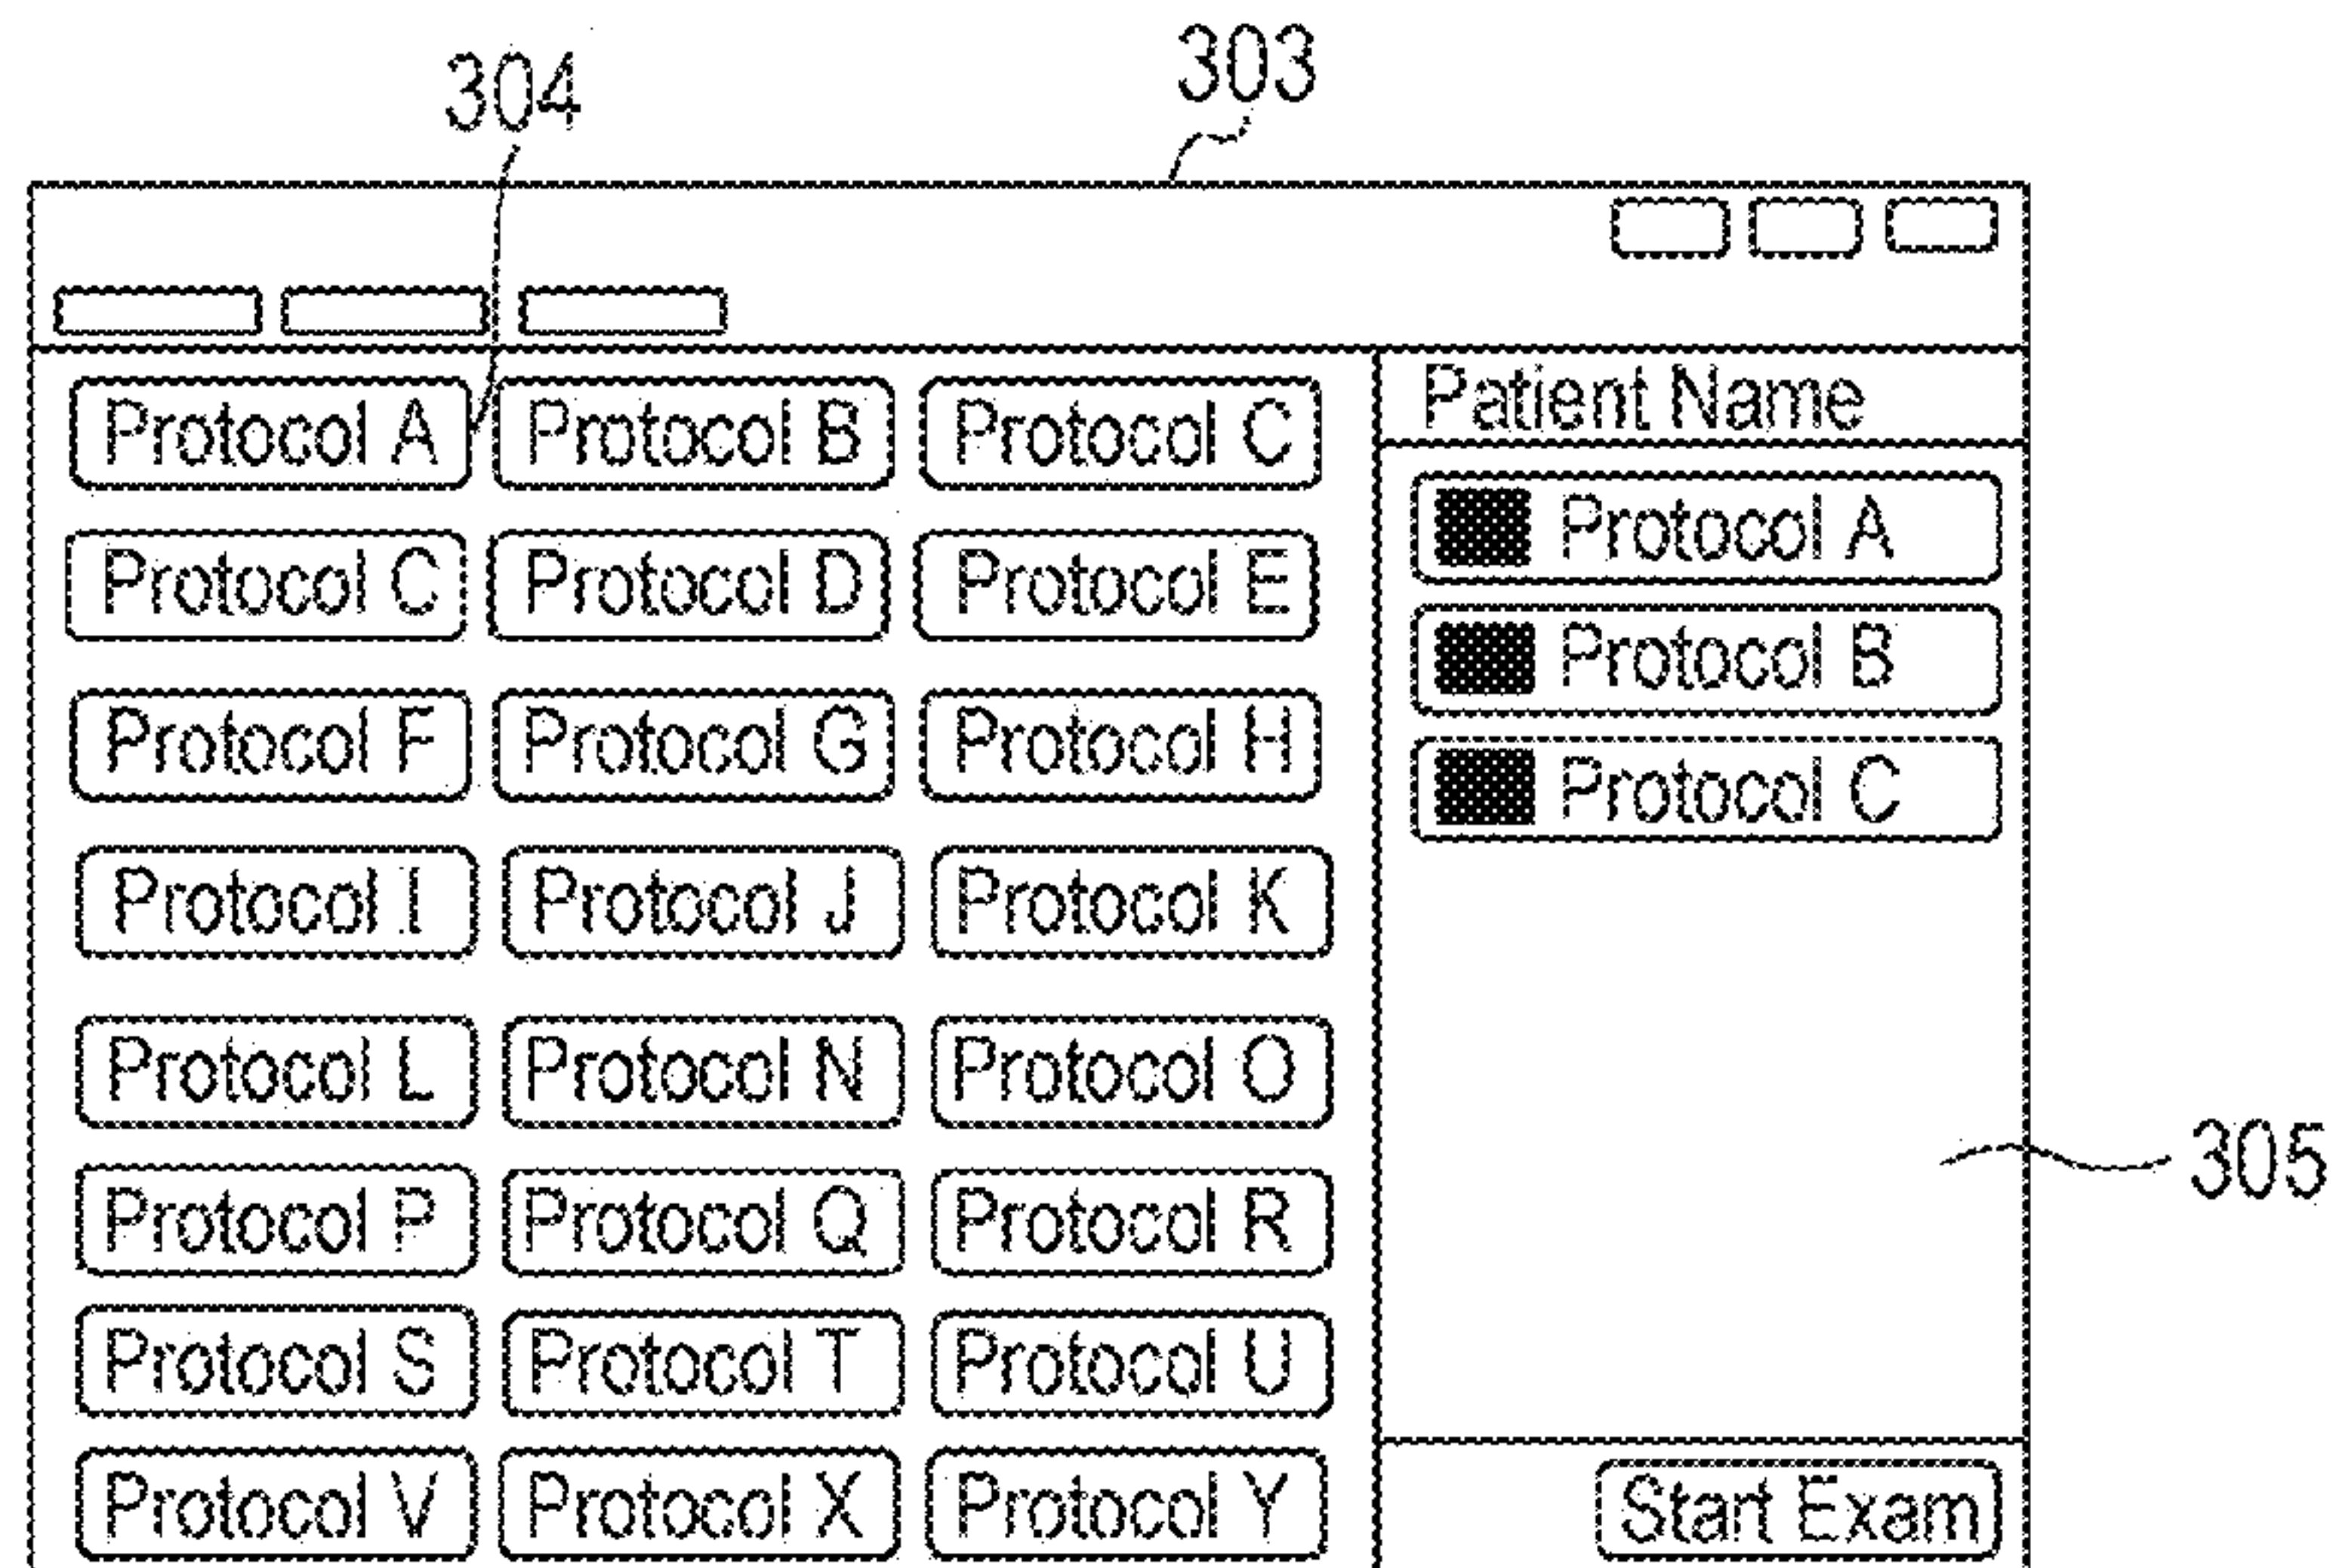 304 303
Protocol A Protocol B Protocol C
Protocol C Protocol D Protocol E
Protocol F Protocol G Protocol H
Protocol I Protocol J Protocol K
Protocol L Protocol N Protocol O
Protocol P Protocol Q Protocol R
Protocol S Protocol T Protocol U
Protocol V Protocol X Protocol Y
Patient Name
Protocol A
Protocol B
Protocol C
305
Start Exam